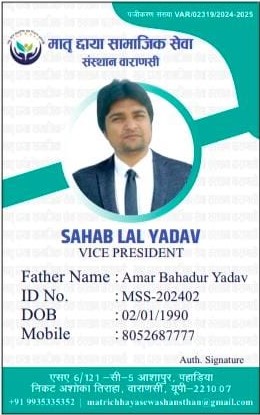 पंजीकरण संख्या VAR/02319/2024-2025
मातृ छाया सामाजिक सेवा
संस्थान वाराणसी
SAHAB LAL YADAV
VICE PRESIDENT
Father Name : Amar Bahadur Yadav
ID No. : MSS-202402
DOB : 02/01/1990
Mobile : 8052687777
Auth. Signature
एसए 6/121 –सी-5 आशापुर, पहाड़िया
निकट अशोका तिराहा, वाराणसी, यूपी-221007
+91 9935335352 | matrichhayasewashansthan@gmail.com